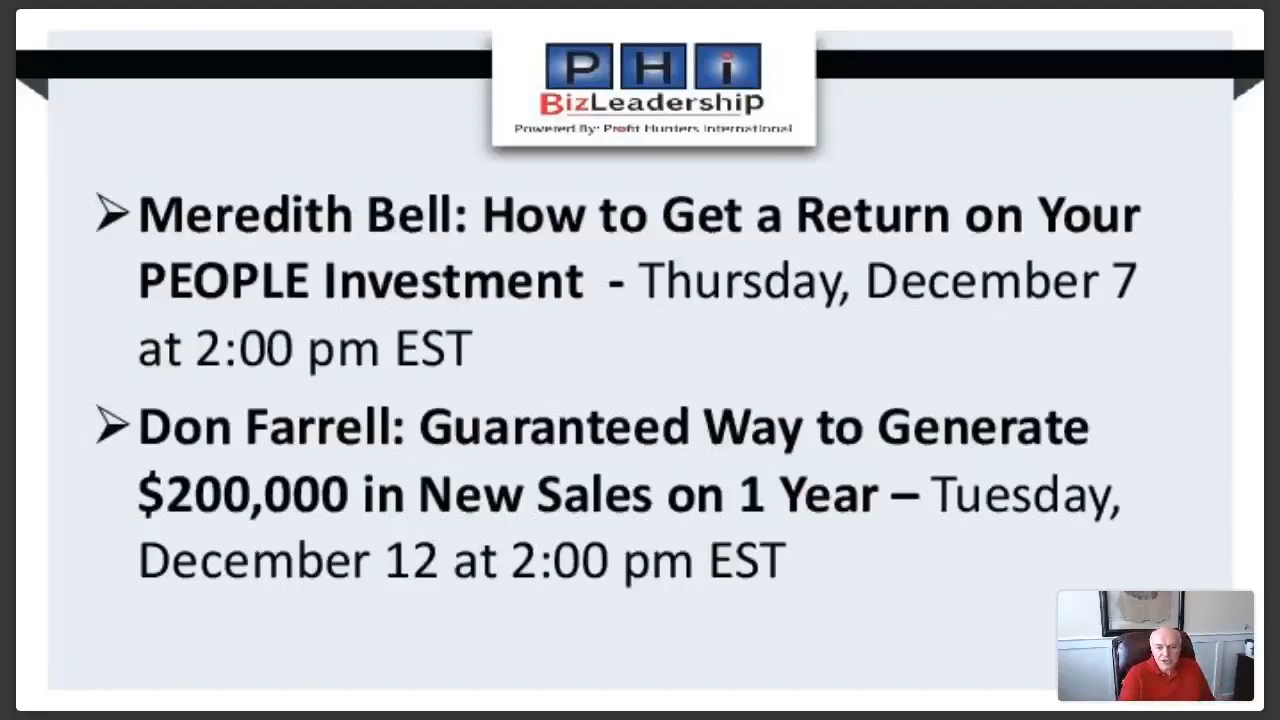 PHi
BizLeadership
Powered By: Profit Hunters International
Meredith Bell: How to Get a Return on Your
PEOPLE Investment - Thursday, December 7
at 2:00 pm EST
Don Farrell: Guaranteed Way to Generate
$200,000 in New Sales on 1 Year – Tuesday,
December 12 at 2:00 pm EST